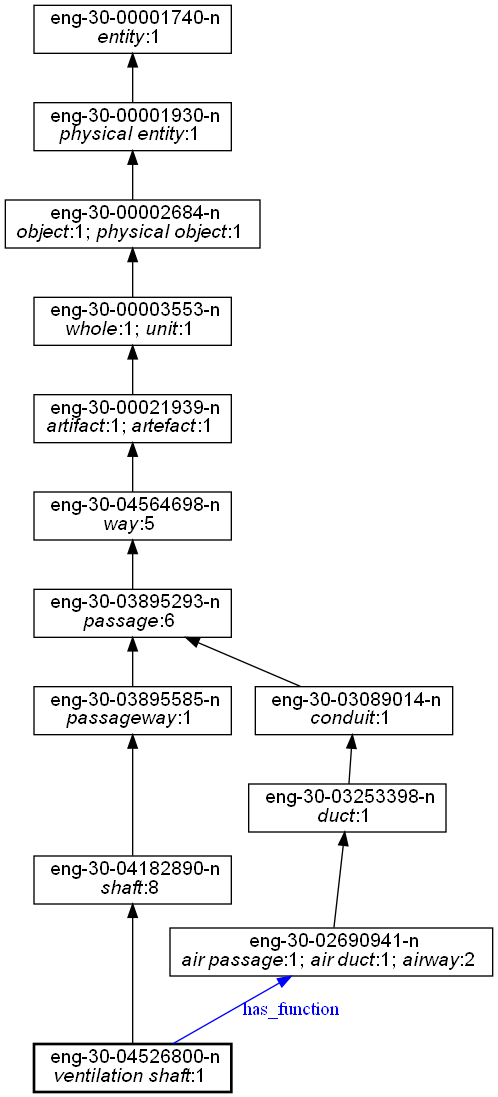 eng-30-00001740-n
entity:1
eng-30-00001930-n
physical entity:1
eng-30-00002684-n
object:1; physical object:1
eng-30-00003553-n
whole:1; unit:1
eng-30-00021939-n
artifact:1; artefact:1
eng-30-04564698-n
way:5
eng-30-03895293-n
passage:6
eng-30-03895585-n
passageway:1
eng-30-03089014-n
conduit:1
eng-30-03253398-n
duct:1
eng-30-04182890-n
shaft:8
eng-30-02690941-n
air passage:1; air duct:1; airway:2
has_function
eng-30-04526800-n
ventilation shaft:1